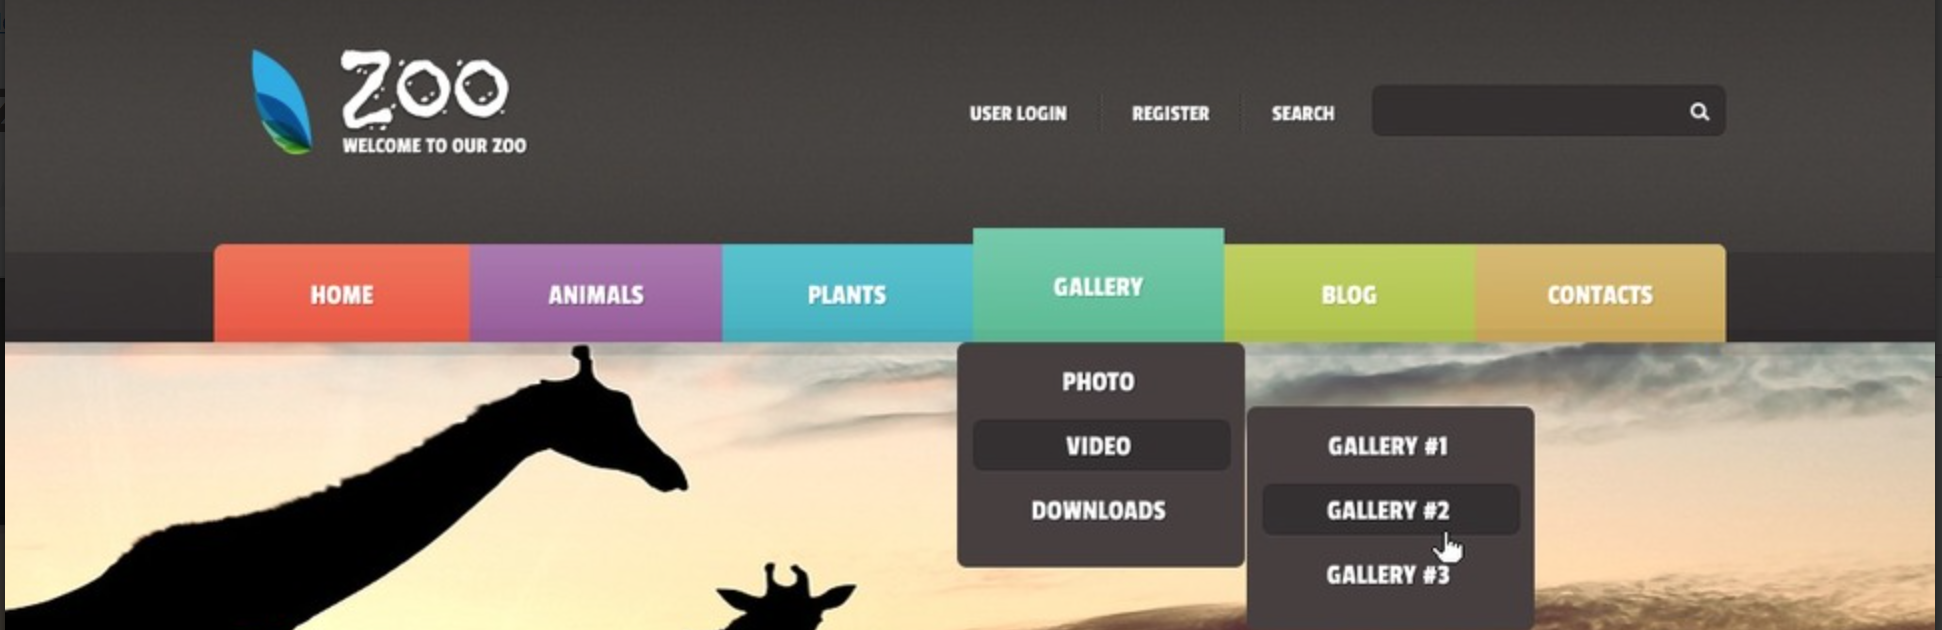 ZOO
WELCOME TO OUR ZOO
USER LOGIN
REGISTER
SEARCH
HOME
ANIMALS
PLANTS
GALLERY
BLOG
CONTACTS
PHOTO
VIDEO
DOWNLOADS
GALLERY #1
GALLERY #2
GALLERY #3